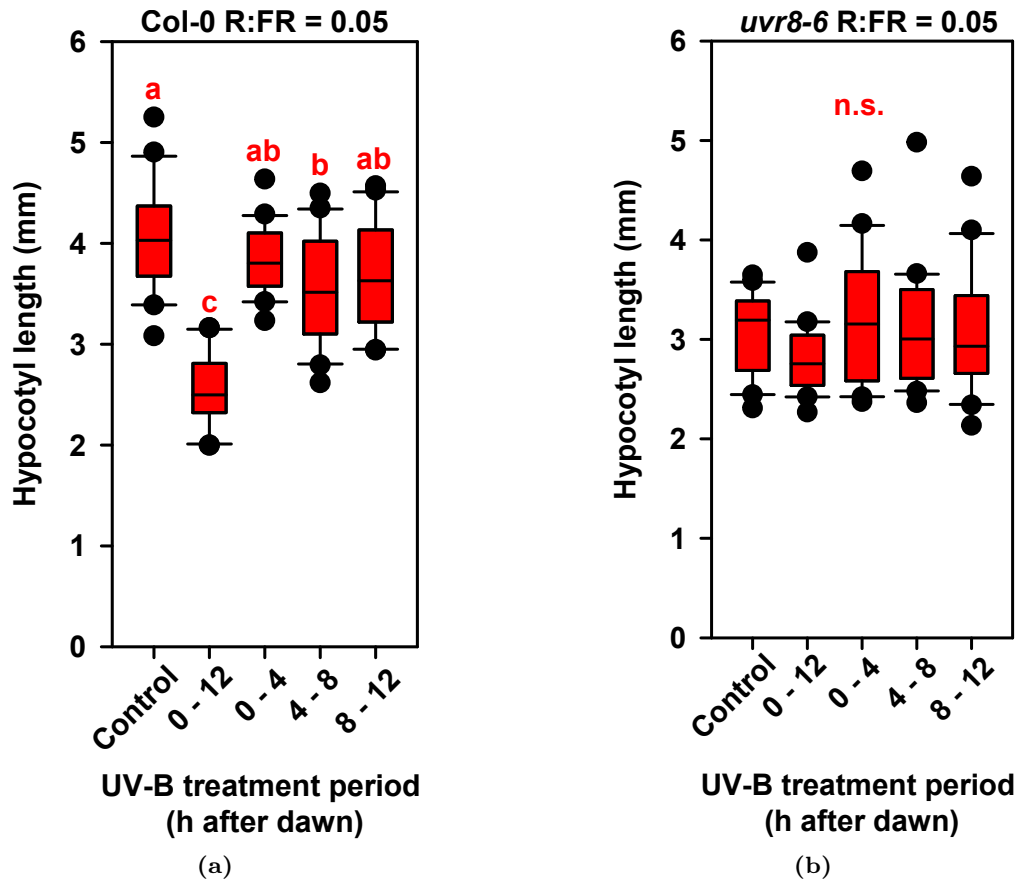 Col-0 R:FR = 0.05
6
5
4
3
2
1
0
Hypocotyl length (mm)
a
c
ab
b
ab
Control
0 - 12
0 - 4
4 - 8
8 - 12
UV-B treatment period
(h after dawn)
(a)
uvr8-6 R:FR = 0.05
6
5
4
3
2
1
0
Hypocotyl length (mm)
n.s.
Control
0 - 12
0 - 4
4 - 8
8 - 12
UV-B treatment period
(h after dawn)
(b)